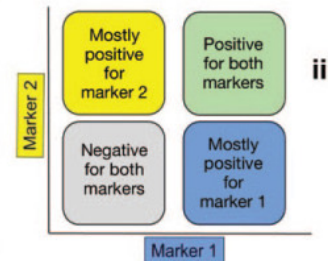 Mostly
positive
for
marker 2
Positive
for both
markers
ii
Marker 2
Negative
for both
markers
Mostly
positive
for
marker 1
Marker 1